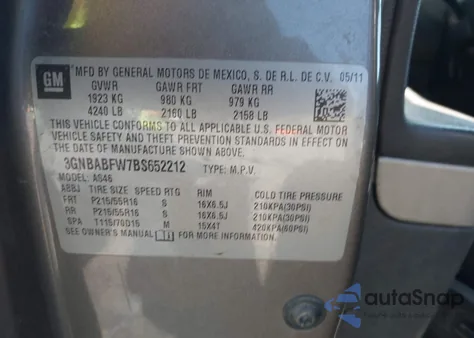 GM
MFD BY GENERAL MOTORS DE MEXICO, S. DE R.L. DE C.V. 05/11
GVWR GAWR FRT GAWR RR
1923 KG 980 KG 979 KG
4240 LB 2160 LB 2158 LB
THIS VEHICLE CONFORMS TO ALL APPLICABLE U.S. FEDERAL MOTOR
VEHICLE SAFETY AND THEFT PREVENTION STANDARDS IN EFFECT ON
THE DATE OF MANUFACTURE SHOWN ABOVE.
3GNBABFW7BS652212 TYPE: M.P.V.
MODEL: AS46
ABBJ TIRE SIZE SPEED RTG RIM COLD TIRE PRESSURE
FRT P215/55R16 S 16X6.5J 210KPA(30PSI)
RR P215/55R16 S 16X6.5J 210KPA(30PSI)
SPA T115/70D15 M 15X4T 420KPA(60PSI)
SEE OWNER'S MANUAL FOR MORE INFORMATION
autaSnap